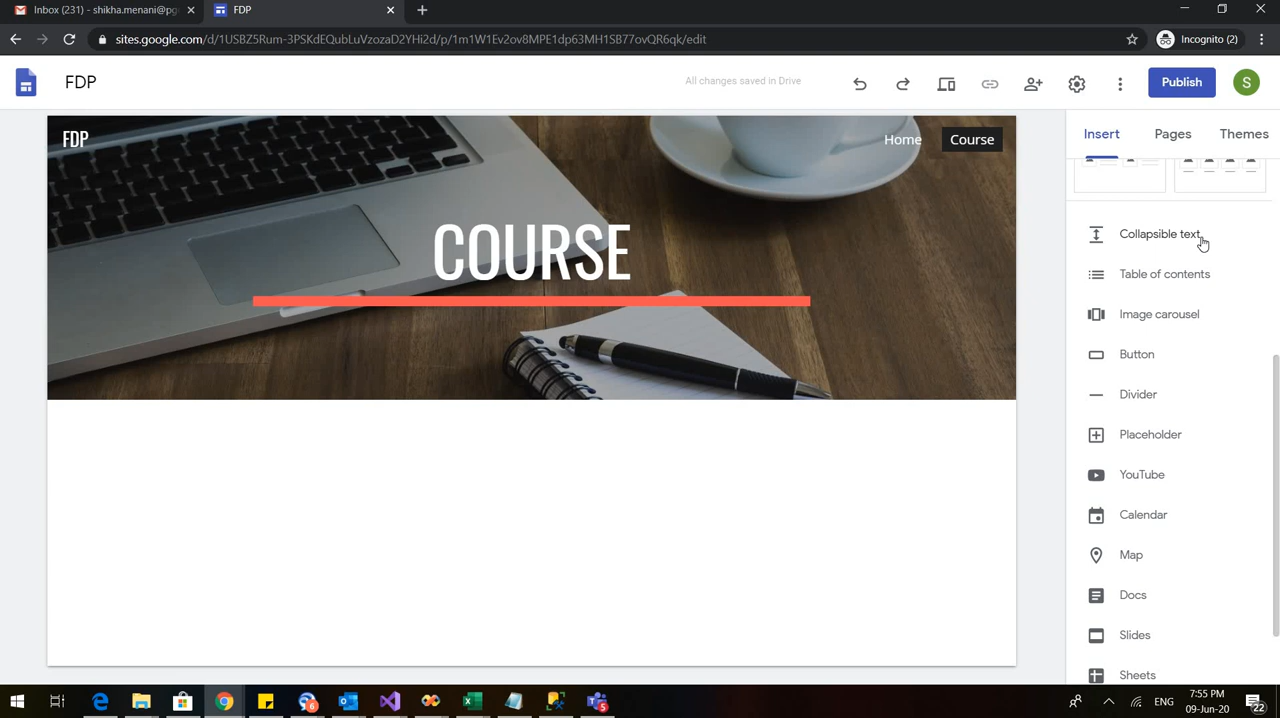 Inbox (231) - shikha.menani@pg
FDP
sites.google.com/d/1USBZ5Rum-3PSKdEQubLuVzozaD2YHi2d/p/1m1W1Ev2ov8MPE1dp63MH1SB77ovQR6qk/edit
Incognito (2)
FDP
All changes saved in Drive
Publish
S
FDP
Home
Course
Insert
Pages
Themes
COURSE
Collapsible text
Table of contents
Image carousel
Button
Divider
Placeholder
YouTube
Calendar
Map
Docs
Slides
Sheets
ENG
7:55 PM
09-Jun-20
22
6
5